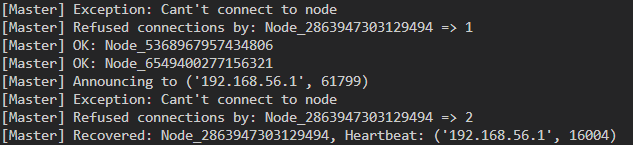 [Master] Exception: Cant't connect to node
[Master] Refused connections by: Node_2863947303129494 => 1
[Master] OK: Node_5368967957434806
[Master] OK: Node_6549400277156321
[Master] Announcing to ('192.168.56.1', 61799)
[Master] Exception: Cant't connect to node
[Master] Refused connections by: Node_2863947303129494 => 2
[Master] Recovered: Node_2863947303129494, Heartbeat: ('192.168.56.1', 16004)